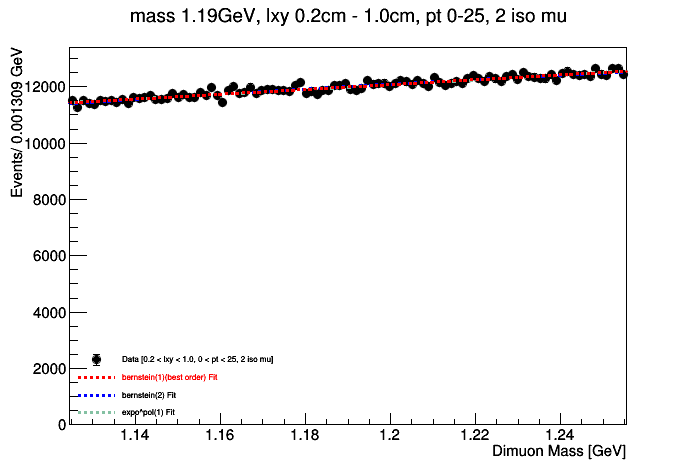 mass 1.19GeV, lxy 0.2cm - 1.0cm, pt 0-25, 2 iso mu
Events/ 0.001309 GeV
12000
10000
8000
6000
4000
2000
0
Data [0.2 < lxy < 1.0, 0 < pt < 25, 2 iso mu]
bernstein(1)(best order) Fit
bernstein(2) Fit
expo*pol(1) Fit
1.14 1.16 1.18 1.2 1.22 1.24
Dimuon Mass [GeV]